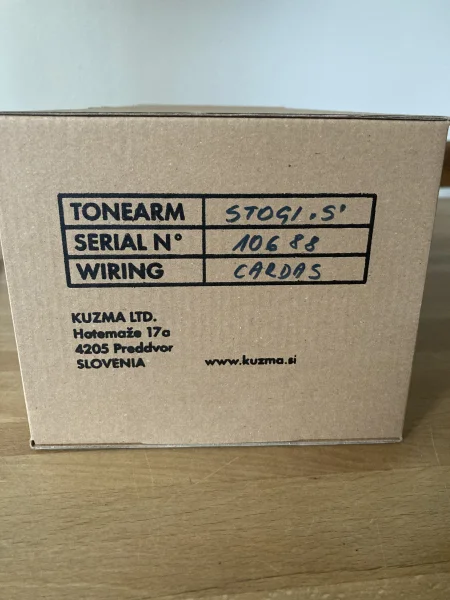 TONEARM STOGI "S"
SERIAL N° 10688
WIRING CARDAS
KUZMA LTD.
Hotemaže 17a
4205 Preddvor
SLOVENIA www.kuzma.si